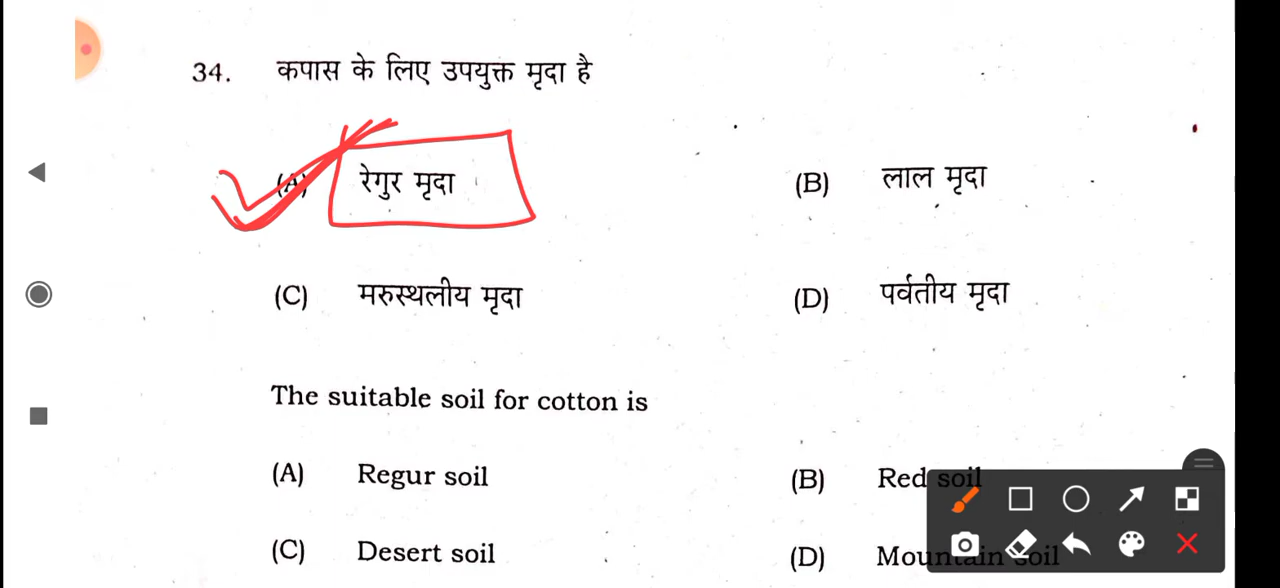 34. कपास के लिए उपयुक्त मृदा है
(A) रेगुर मृदा (B) लाल मृदा
(C) मरुस्थलीय मृदा (D) पर्वतीय मृदा
The suitable soil for cotton is
(A) Regur soil (B) Red soil
(C) Desert soil (D) Mountain soil